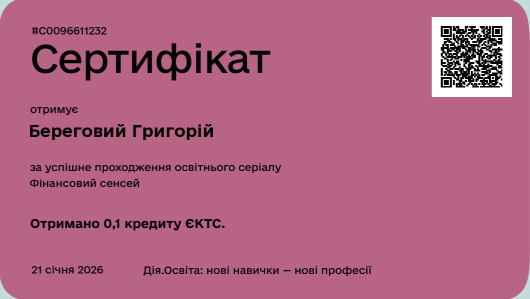 #C0096611232
Сертифікат
отримує
Береговий Григорій
за успішне проходження освітнього серіалу
Фінансовий сенсей
Отримано 0,1 кредиту ЄКТС.
21 січня 2026
Дія.Освіта: нові навички — нові професії